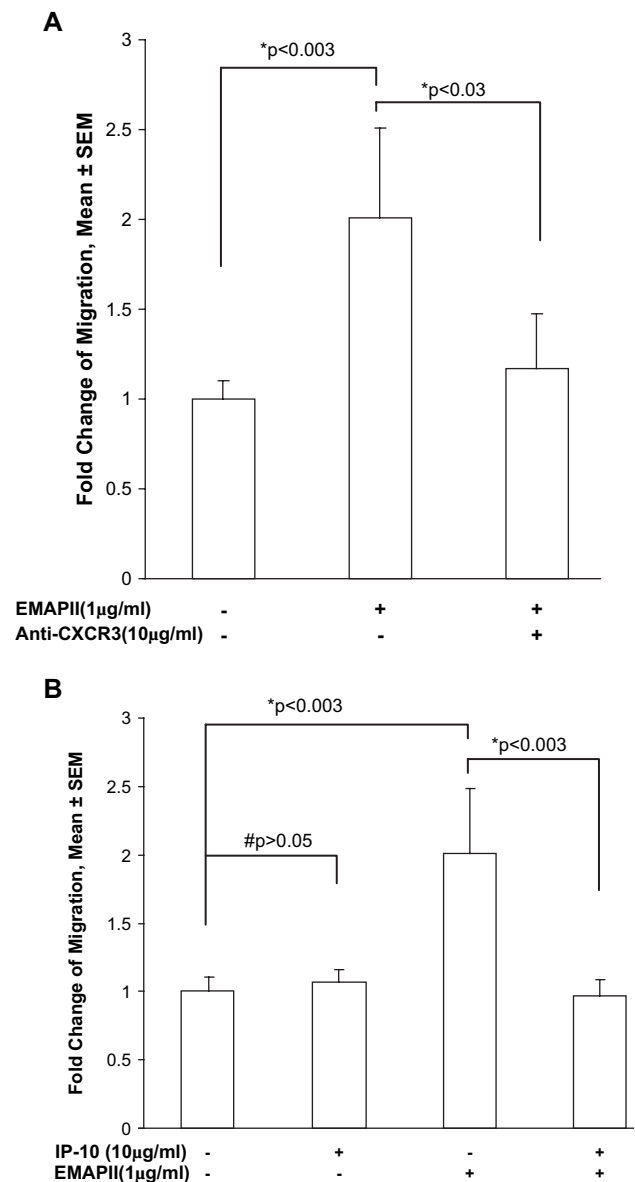 A
Fold Change of Migration, Mean ± SEM
3
2.5
2
1.5
1
0.5
0
*p<0.003
*p<0.03
EMAPII(1μg/ml) - + +
Anti-CXCR3(10μg/ml) - - +
B
Fold Change of Migration, Mean ± SEM
3
2.5
2
1.5
1
0.5
0
*p<0.003
*p<0.003
#p>0.05
IP-10 (10μg/ml) - + - +
EMAPII(1μg/ml) - - + +